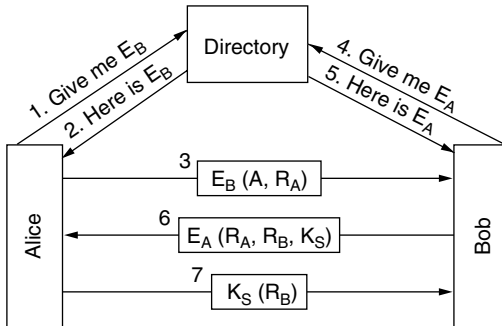 Directory
1. Give me E_B
2. Here is E_B
4. Give me E_A
5. Here is E_A
Alice
Bob
3
E_B (A, R_A)
6
E_A (R_A, R_B, K_S)
7
K_S (R_B)